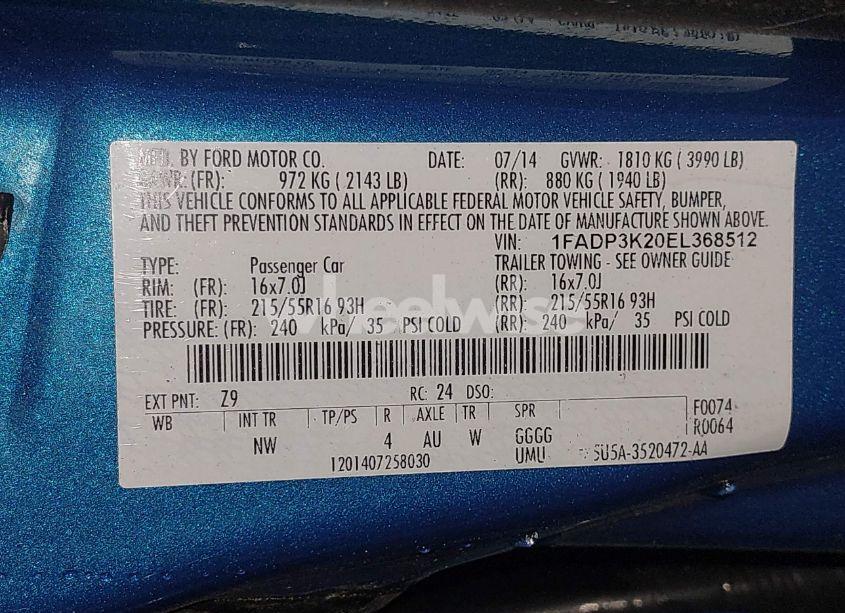 MFD. BY FORD MOTOR CO. DATE: 07/14 GVWR: 1810 KG ( 3990 LB)
GAWR: (FR): 972 KG ( 2143 LB) (RR): 880 KG ( 1940 LB)
THIS VEHICLE CONFORMS TO ALL APPLICABLE FEDERAL MOTOR VEHICLE SAFETY, BUMPER,
AND THEFT PREVENTION STANDARDS IN EFFECT ON THE DATE OF MANUFACTURE SHOWN ABOVE.
VIN: 1FADP3K20EL368512
TYPE: Passenger Car TRAILER TOWING - SEE OWNER GUIDE
RIM: (FR): 16x7.0J (RR): 16x7.0J
TIRE: (FR): 215/55R16 93H (RR): 215/55R16 93H
PRESSURE: (FR): 240 kPa/ 35 PSI COLD (RR): 240 kPa/ 35 PSI COLD
wheelwise
EXT PNT: Z9 RC: 24 DSO:
WB INT TR TP/PS R AXLE TR SPR F0074
NW 4 AU W GGGG R0064
1201407258030 UMLI SU5A-3520472-AA